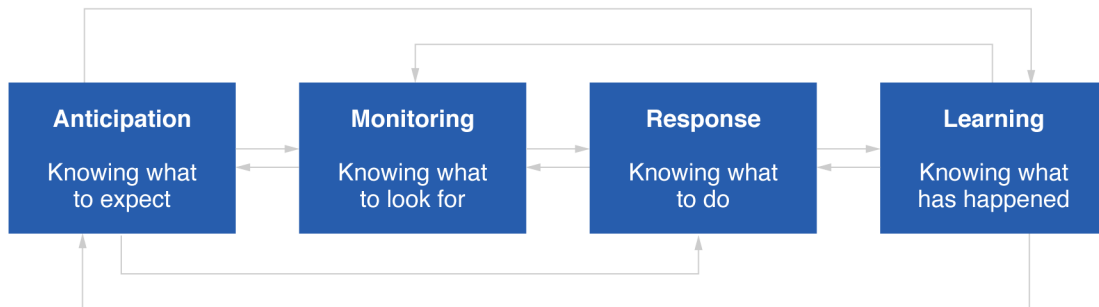 Anticipation
Knowing what
to expect
Monitoring
Knowing what
to look for
Response
Knowing what
to do
Learning
Knowing what
has happened